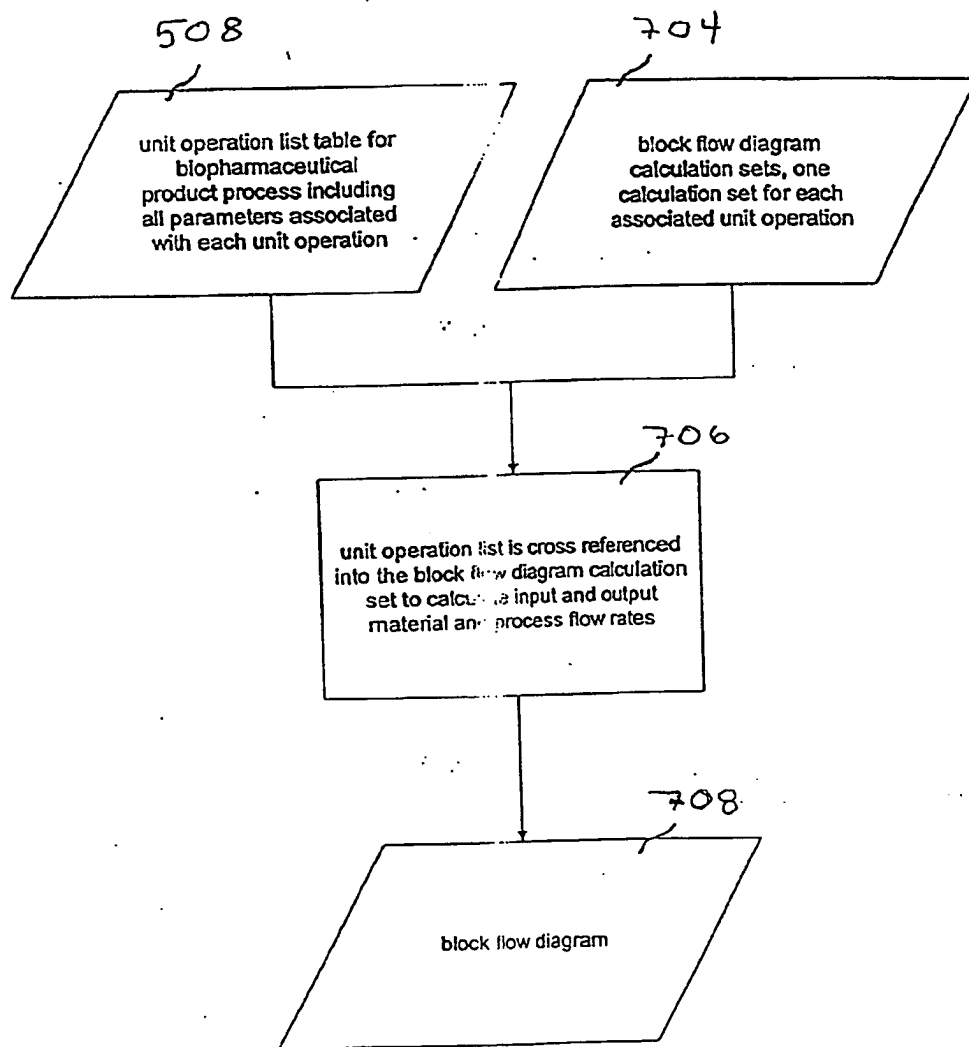 508
704
unit operation list table for
biopharmaceutical
product process including
all parameters associated
with each unit operation
block flow diagram
calculation sets, one
calculation set for each
associated unit operation
706
unit operation list is cross referenced
into the block flow diagram calculation
set to input and output
material and process flow rates
708
block flow diagram